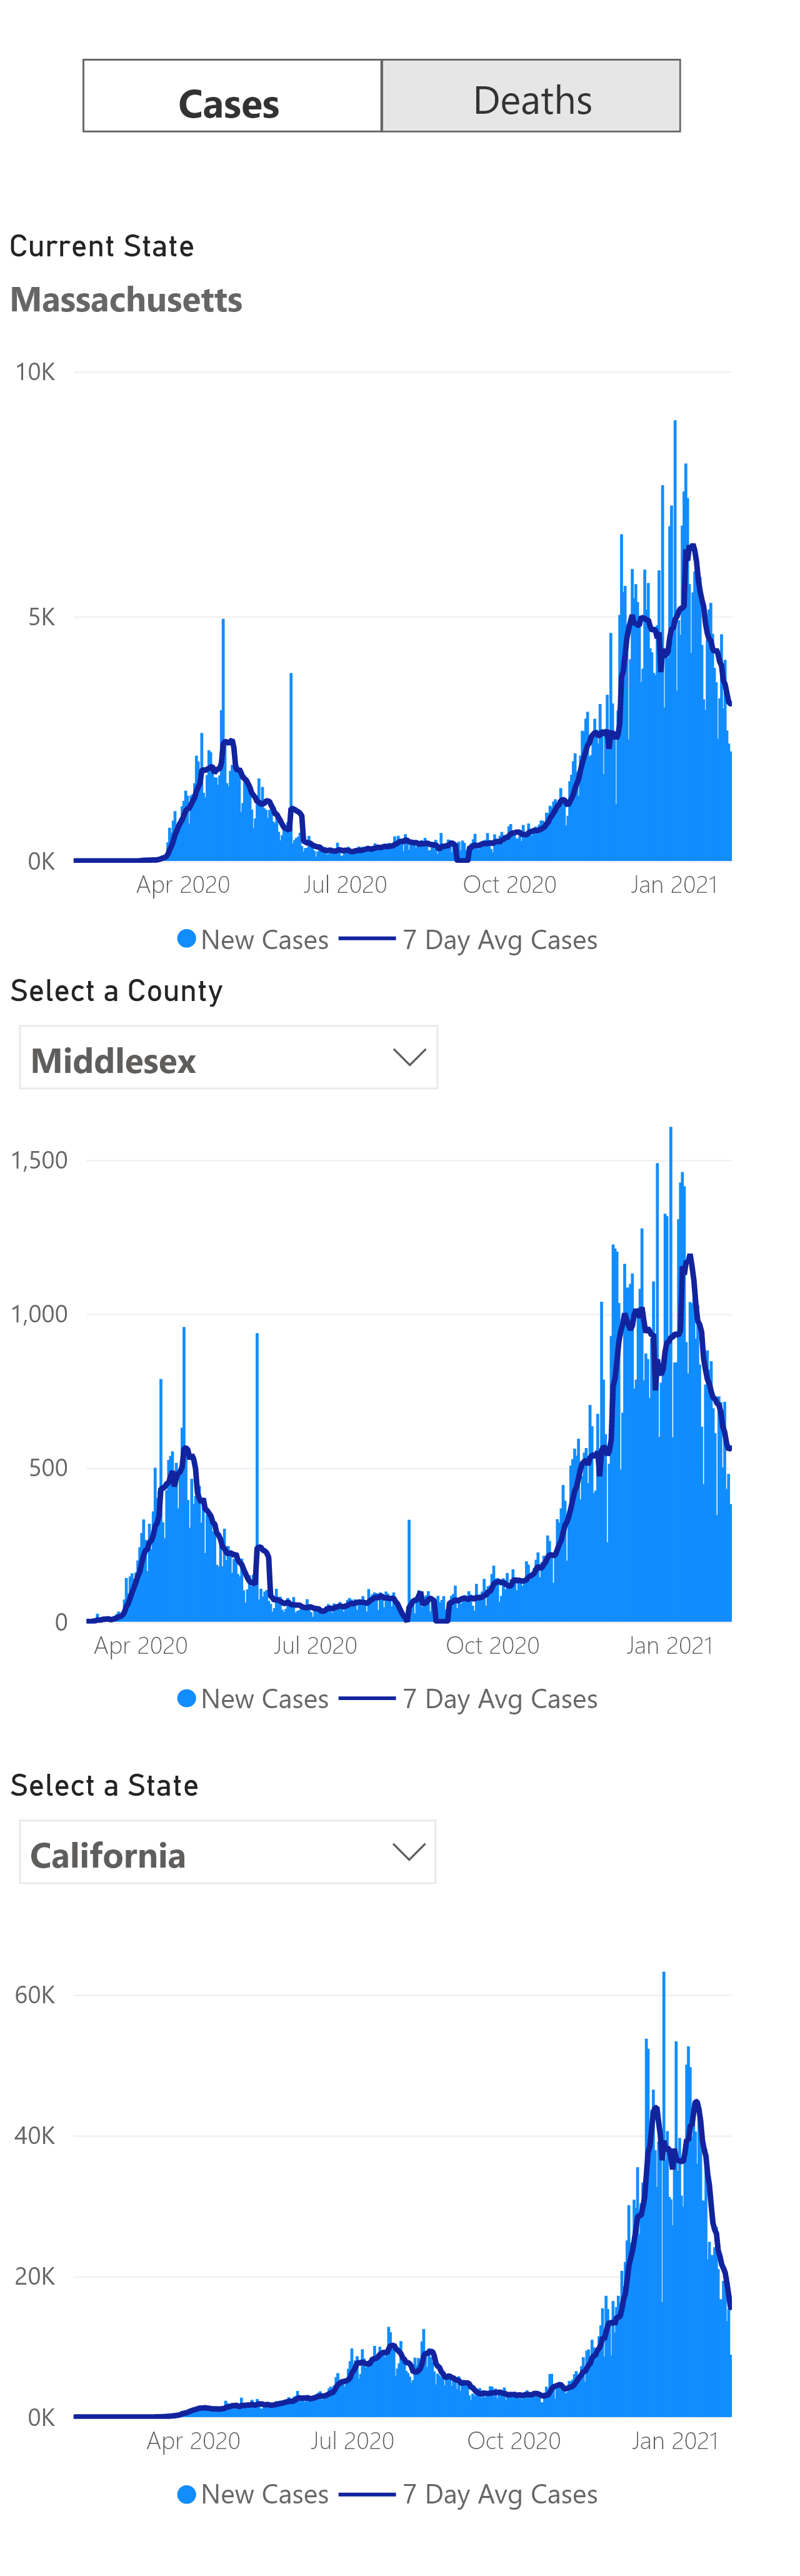 Cases Deaths
Current State
Massachusetts
10K
5K
0K
Apr 2020 Jul 2020 Oct 2020 Jan 2021
New Cases 7 Day Avg Cases
Select a County
Middlesex
1,500
1,000
500
0
Apr 2020 Jul 2020 Oct 2020 Jan 2021
New Cases 7 Day Avg Cases
Select a State
California
60K
40K
20K
0K
Apr 2020 Jul 2020 Oct 2020 Jan 2021
New Cases 7 Day Avg Cases